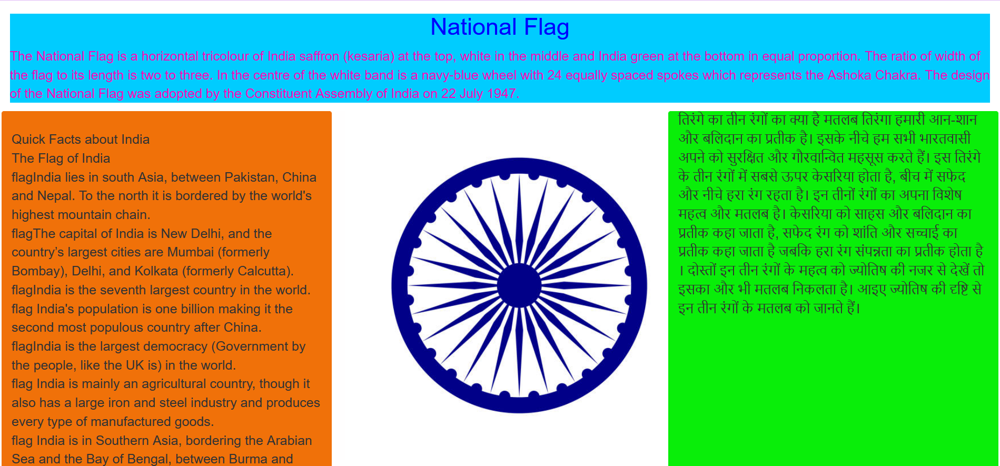 National Flag
The National Flag is a horizontal tricolour of India saffron (kesaria) at the top, white in the middle and India green at the bottom in equal proportion. The ratio of width of
the flag to its length is two to three. In the centre of the white band is a navy-blue wheel with 24 equally spaced spokes which represents the Ashoka Chakra. The design
of the National Flag was adopted by the Constituent Assembly of India on 22 July 1947.
Quick Facts about India
The Flag of India
flagIndia lies in south Asia, between Pakistan, China
and Nepal. To the north it is bordered by the world's
highest mountain chain.
flagThe capital of India is New Delhi, and the
country’s largest cities are Mumbai (formerly
Bombay), Delhi, and Kolkata (formerly Calcutta).
flagIndia is the seventh largest country in the world.
flag India's population is one billion making it the
second most populous country after China.
flagIndia is the largest democracy (Government by
the people, like the UK is) in the world.
flag India is mainly an agricultural country, though it
also has a large iron and steel industry and produces
every type of manufactured goods.
flag India is in Southern Asia, bordering the Arabian
Sea and the Bay of Bengal, between Burma and
तिरंगे का तीन रंगों का क्या है मतलब तिरंगा हमारी आन-शान
और बलिदान का प्रतीक है। इसके नीचे हम सभी भारतवासी
अपने को सुरक्षित और गौरवान्वित महसूस करते हैं। इस तिरंगे
के तीन रंगों में सबसे ऊपर केसरिया होता है, बीच में सफेद
और नीचे हरा रंग रहता है। इन तीनों रंगों का अपना विशेष
महत्व और मतलब है। केसरिया को साहस और बलिदान का
प्रतीक कहा जाता है, सफेद रंग को शांति और सच्चाई का
प्रतीक कहा जाता है जबकि हरा रंग संपन्नता का प्रतीक होता है
। दोस्तों इन तीन रंगों के महत्व को ज्योतिष की नजर से देखें तो
इसका और भी मतलब निकलता है। आइए ज्योतिष की दृष्टि से
इन तीन रंगों के मतलब को जानते हैं।